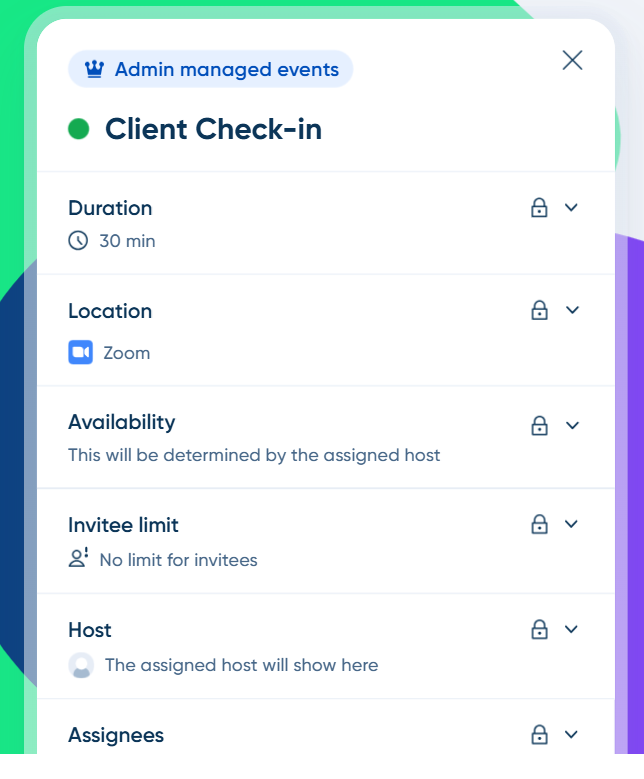 Admin managed events
Client Check-in
Duration
30 min
Location
Zoom
Availability
This will be determined by the assigned host
Invitee limit
No limit for invitees
Host
The assigned host will show here
Assignees